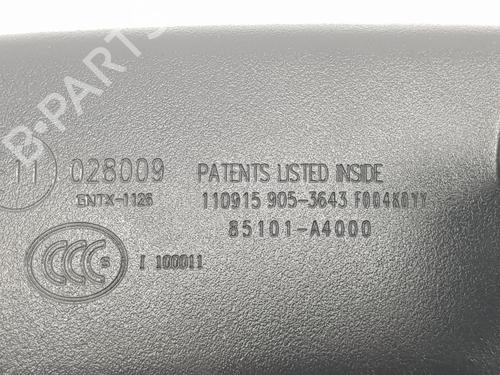 B-PARTS
11 028009 PATENTS LISTED INSIDE
GNTX-1126 110915 905-3643 F004K0YY
85101-A4000
CCC S I 100011